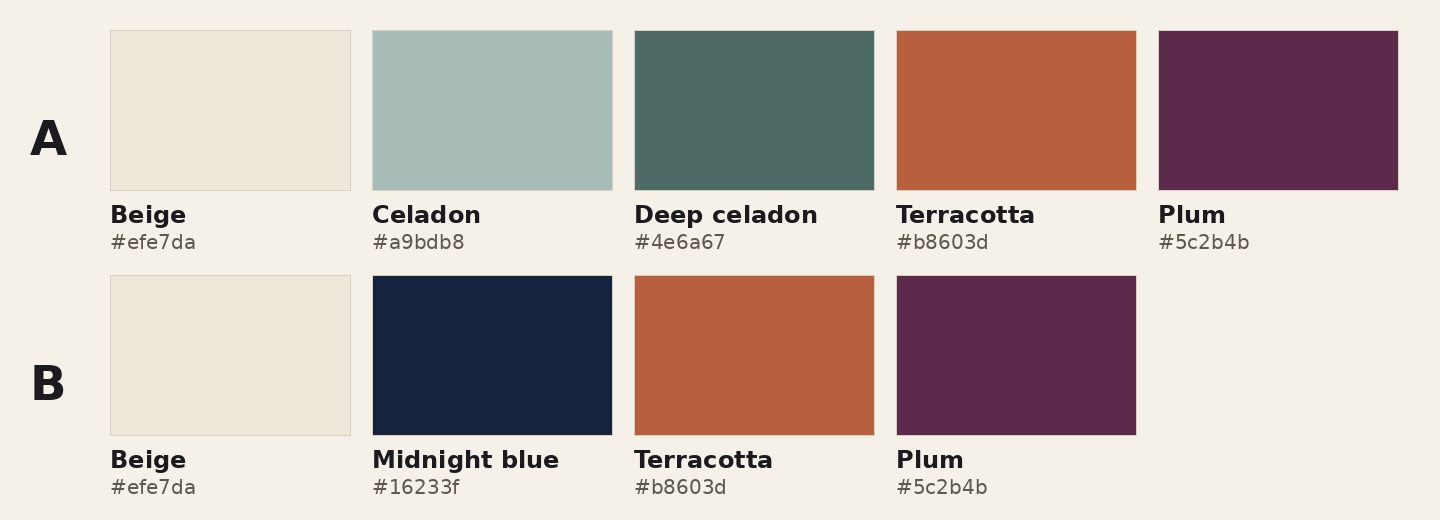 A
Beige
#efe7da
Celadon
#a9bdb8
Deep celadon
#4e6a67
Terracotta
#b8603d
Plum
#5c2b4b
B
Beige
#efe7da
Midnight blue
#16233f
Terracotta
#b8603d
Plum
#5c2b4b